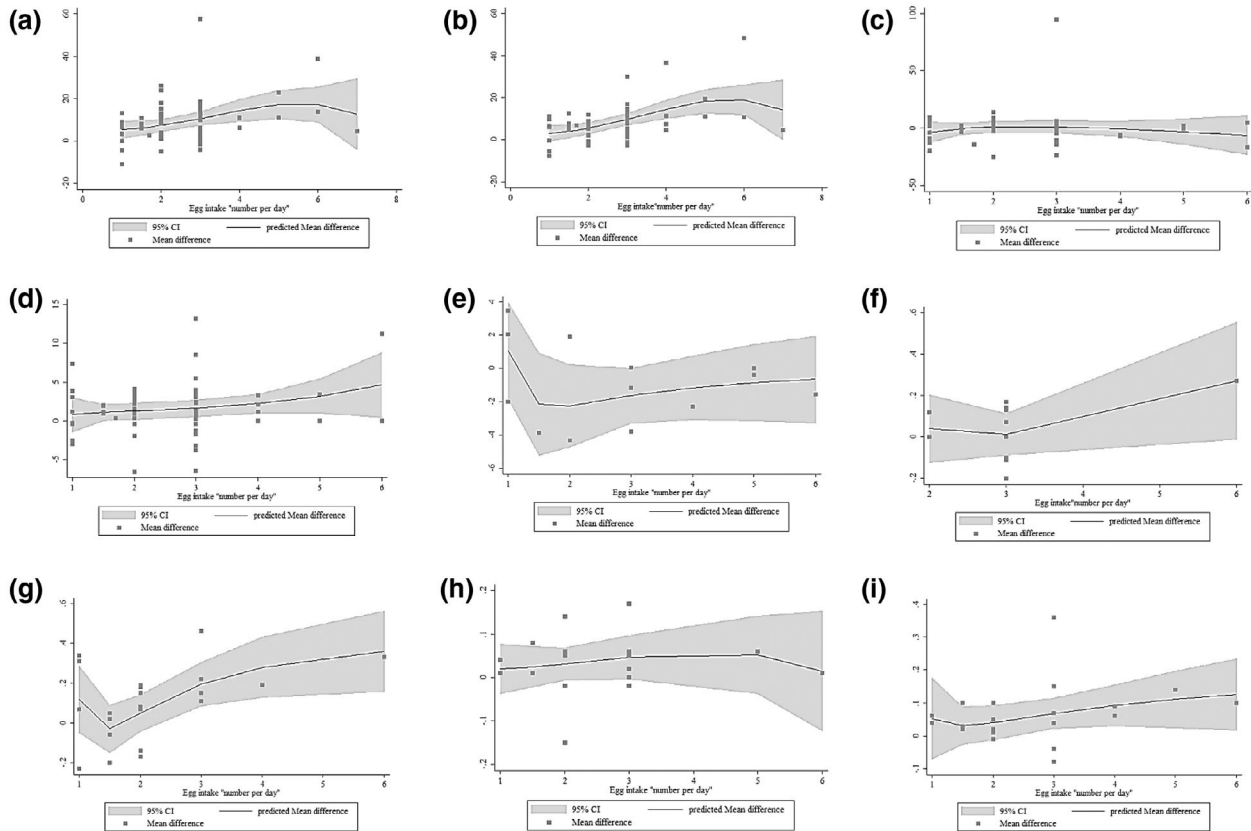 (a)
60
40
20
0
-20
0 2 4 6 8
Egg intake"number per day"
95% CI predicted Mean difference
Mean difference
(b)
60
40
20
0
-20
0 2 4 6 8
Egg intake"number per day"
95% CI predicted Mean difference
Mean difference
(c)
100
50
0
-50
1 2 3 4 5 6
Egg intake"number per day"
95% CI predicted Mean difference
Mean difference
(d)
15
10
5
0
-5
1 2 3 4 5 6
Egg intake"number per day"
95% CI predicted Mean difference
Mean difference
(e)
4
2
0
-2
-4
-6
1 2 3 4 5 6
Egg intake"number per day"
95% CI predicted Mean difference
Mean difference
(f)
.6
.4
.2
0
-.2
2 3 4 5 6
Egg intake"number per day"
95% CI predicted Mean difference
Mean difference
(g)
.6
.4
.2
0
-.2
1 2 3 4 5 6
Egg intake"number per day"
95% CI predicted Mean difference
Mean difference
(h)
.2
.1
0
-.1
-.2
1 2 3 4 5 6
Egg intake"number per day"
95% CI predicted Mean difference
Mean difference
(i)
.4
.3
.2
.1
0
-.1
1 2 3 4 5 6
Egg intake"number per day"
95% CI predicted Mean difference
Mean difference